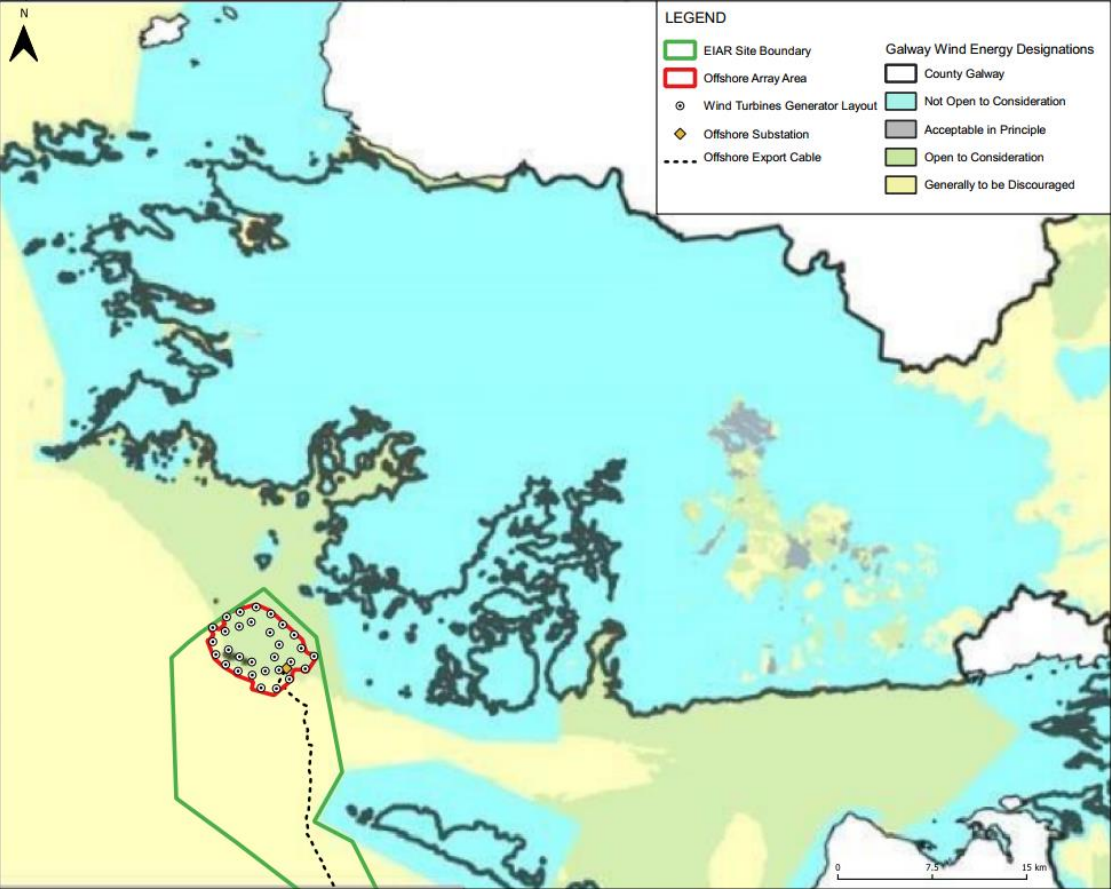 N
LEGEND
EIAR Site Boundary
Offshore Array Area
Wind Turbines Generator Layout
Offshore Substation
Offshore Export Cable
Galway Wind Energy Designations
County Galway
Not Open to Consideration
Acceptable in Principle
Open to Consideration
Generally to be Discouraged
0 7.5 15 km